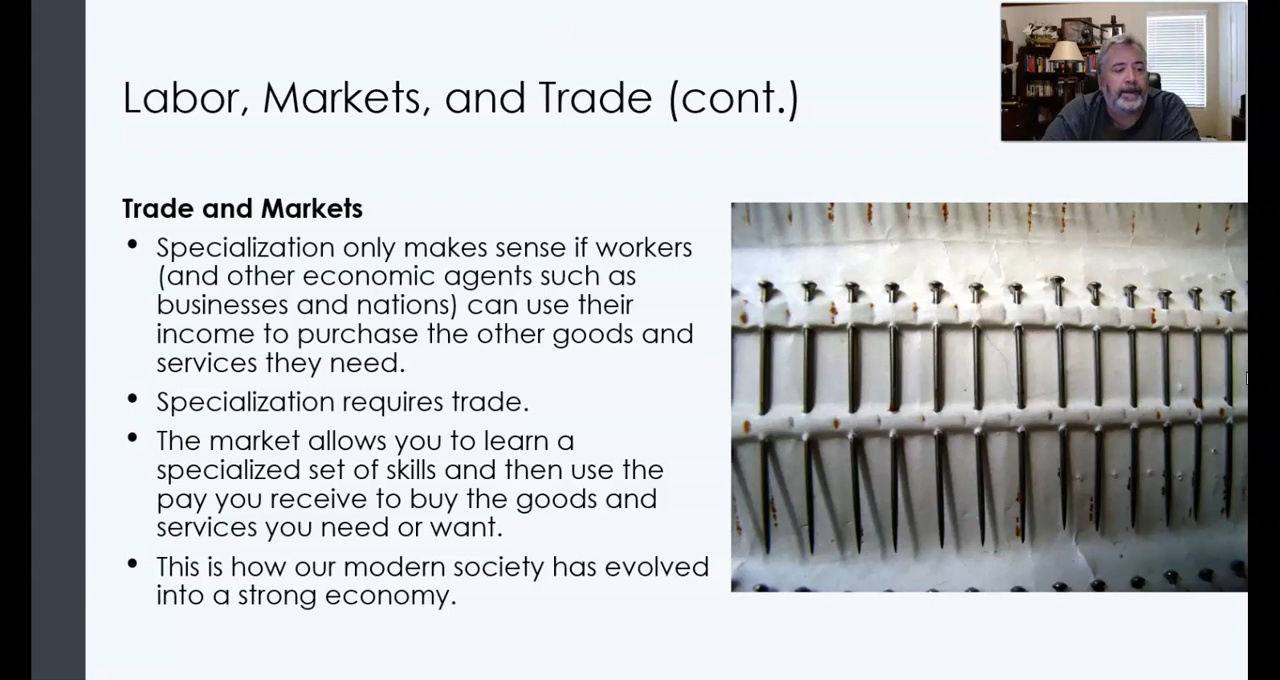 Labor, Markets, and Trade (cont.)
Trade and Markets
• Specialization only makes sense if workers
(and other economic agents such as
businesses and nations) can use their
income to purchase the other goods and
services they need.
• Specialization requires trade.
• The market allows you to learn a
specialized set of skills and then use the
pay you receive to buy the goods and
services you need or want.
• This is how our modern society has evolved
into a strong economy.